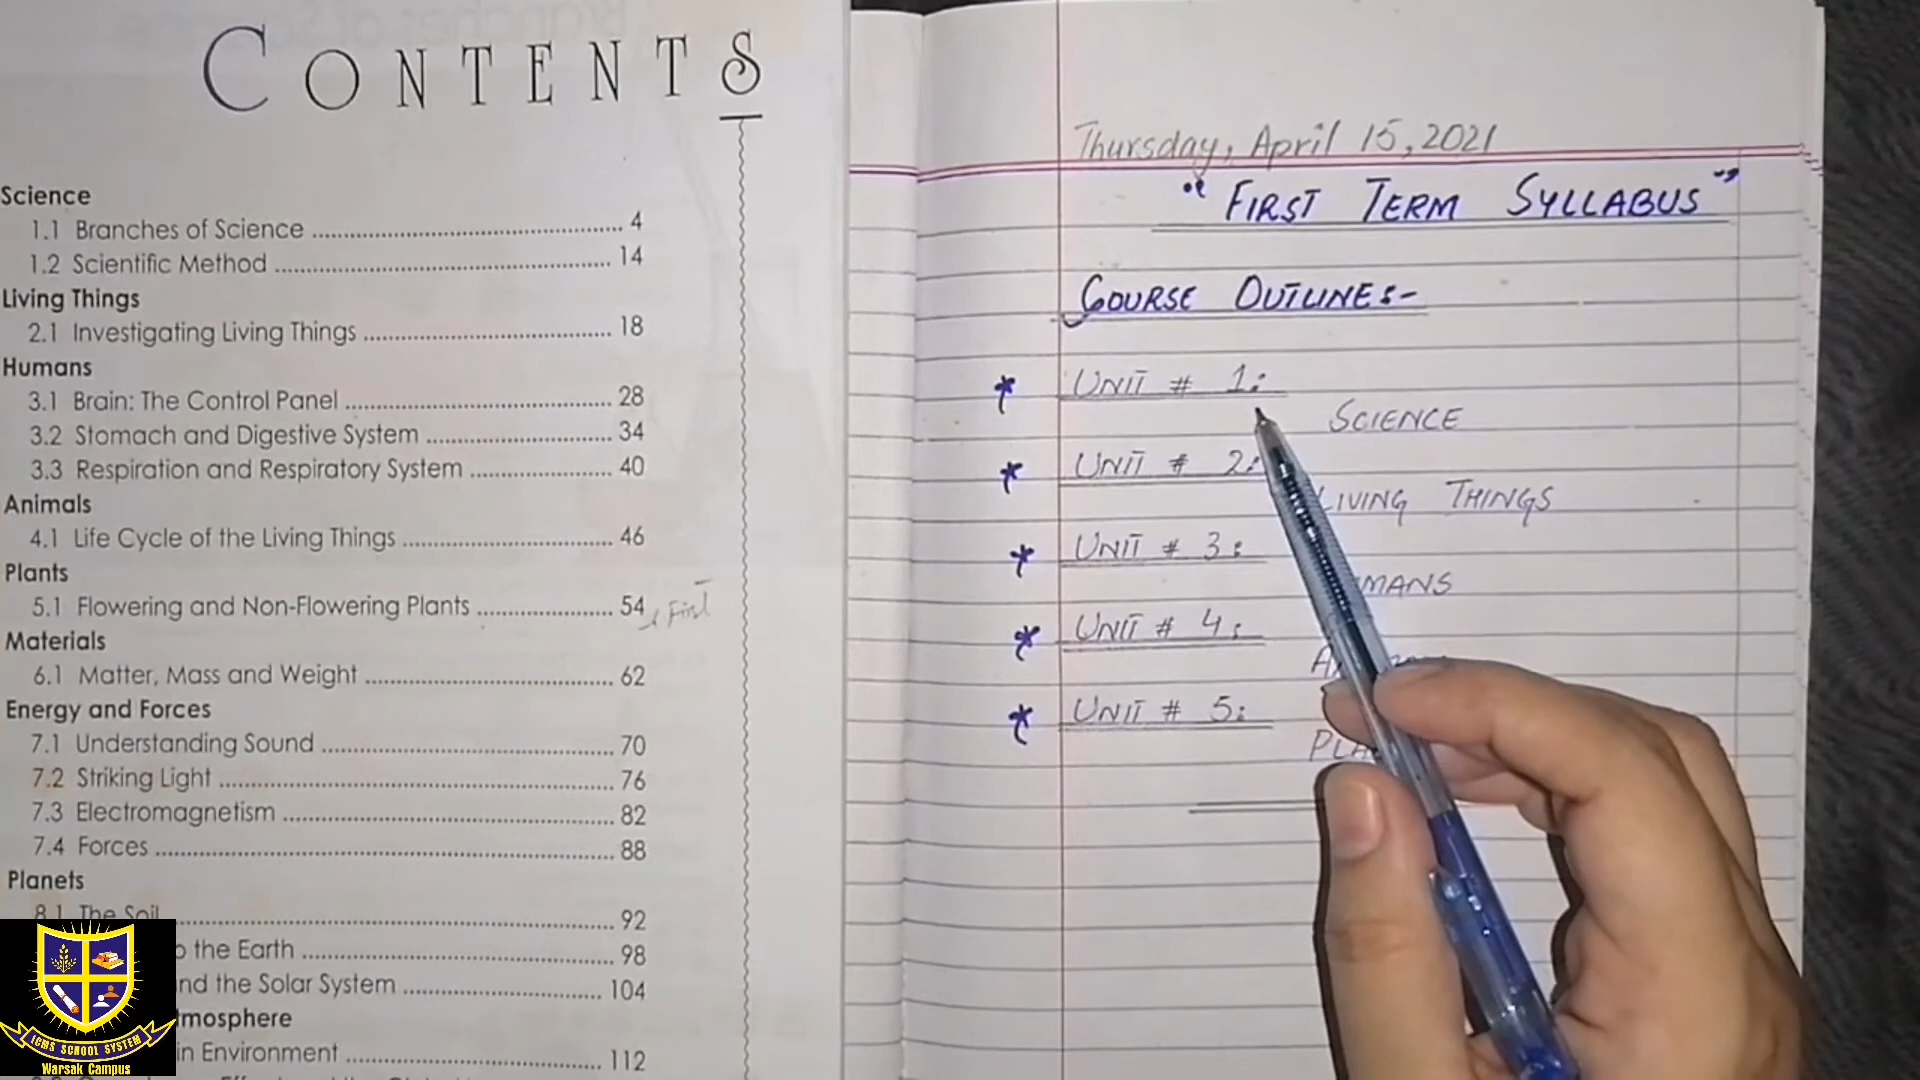 CONTENTS
Science
1.1 Branches of Science ........ 4
1.2 Scientific Method ........ 14
Living Things
2.1 Investigating Living Things ........ 18
Humans
3.1 Brain: The Control Panel ........ 28
3.2 Stomach and Digestive System ........ 34
3.3 Respiration and Respiratory System ........ 40
Animals
4.1 Life Cycle of the Living Things ........ 46
Plants
5.1 Flowering and Non-Flowering Plants ........ 54
Materials
6.1 Matter, Mass and Weight ........ 62
Energy and Forces
7.1 Understanding Sound ........ 70
7.2 Striking Light ........ 76
7.3 Electromagnetism ........ 82
7.4 Forces ........ 88
Planets
8.1 The Soil ........ 92
the Earth ........ 98
the Solar System ........ 104
in Environment ........ 112
Thursday, April 15, 2021
"FIRST TERM SYLLABUS"
COURSE OUTLINE:-
* UNIT # 1:
SCIENCE
* UNIT # 2:
LIVING THINGS
* UNIT # 3:
* UNIT # 4:
* UNIT # 5:
ICMS SCHOOL SYSTEM
Warsak Campus